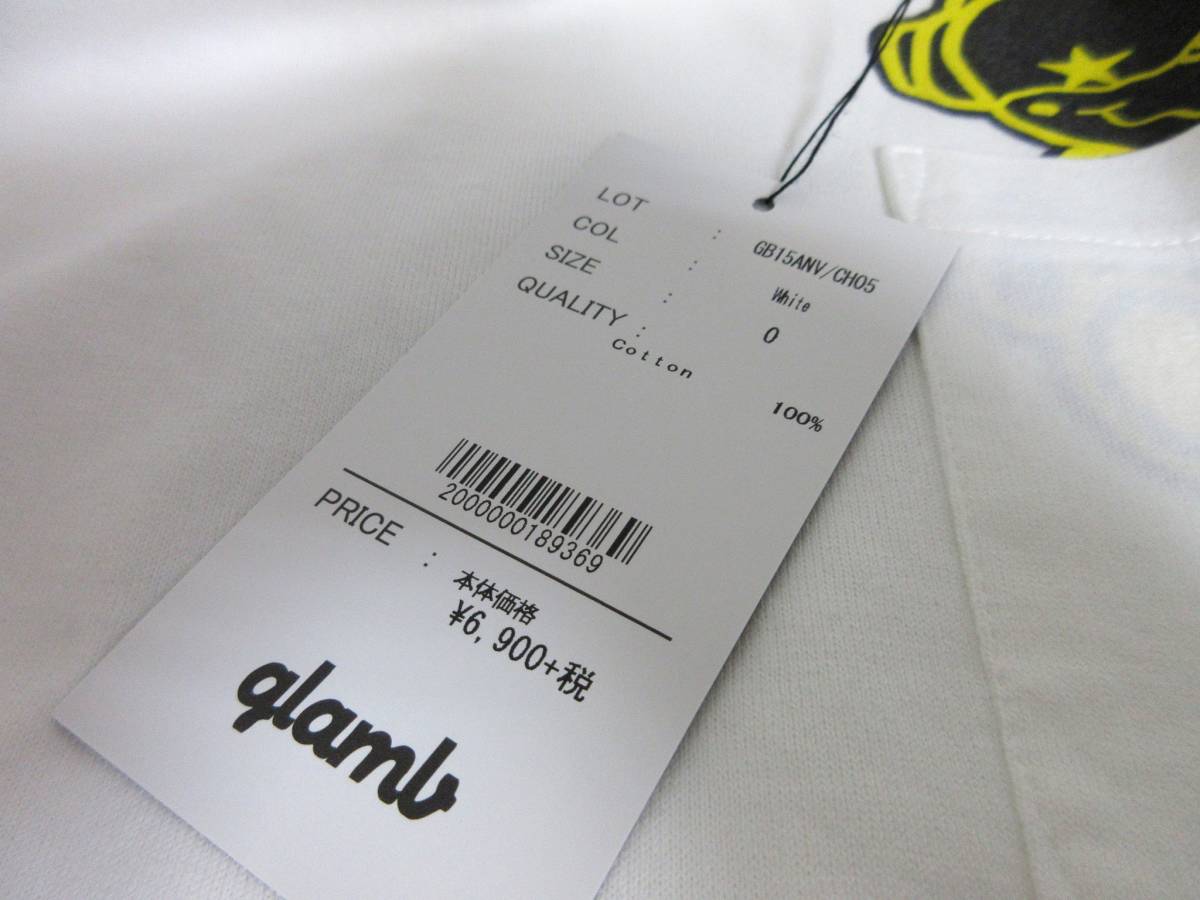 LOT : GB15ANV/CH05
COL : White
SIZE : 0
QUALITY :
Cotton
100%
2000000189369
PRICE : 本体価格
¥6,900+税
glamb